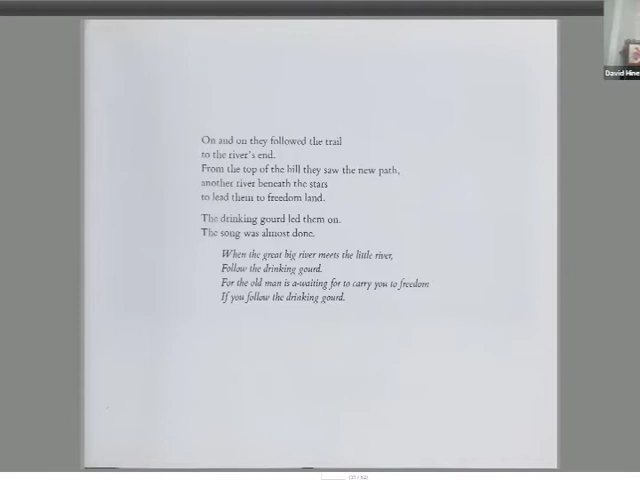 David Hine
On and on they followed the trail
to the river's end.
From the top of the hill they saw the new path,
another river beneath the stars
to lead them to freedom land.
The drinking gourd led them on.
The song was almost done.
When the great big river meets the little river,
Follow the drinking gourd.
For the old man is a-waiting for to carry you to freedom
If you follow the drinking gourd.